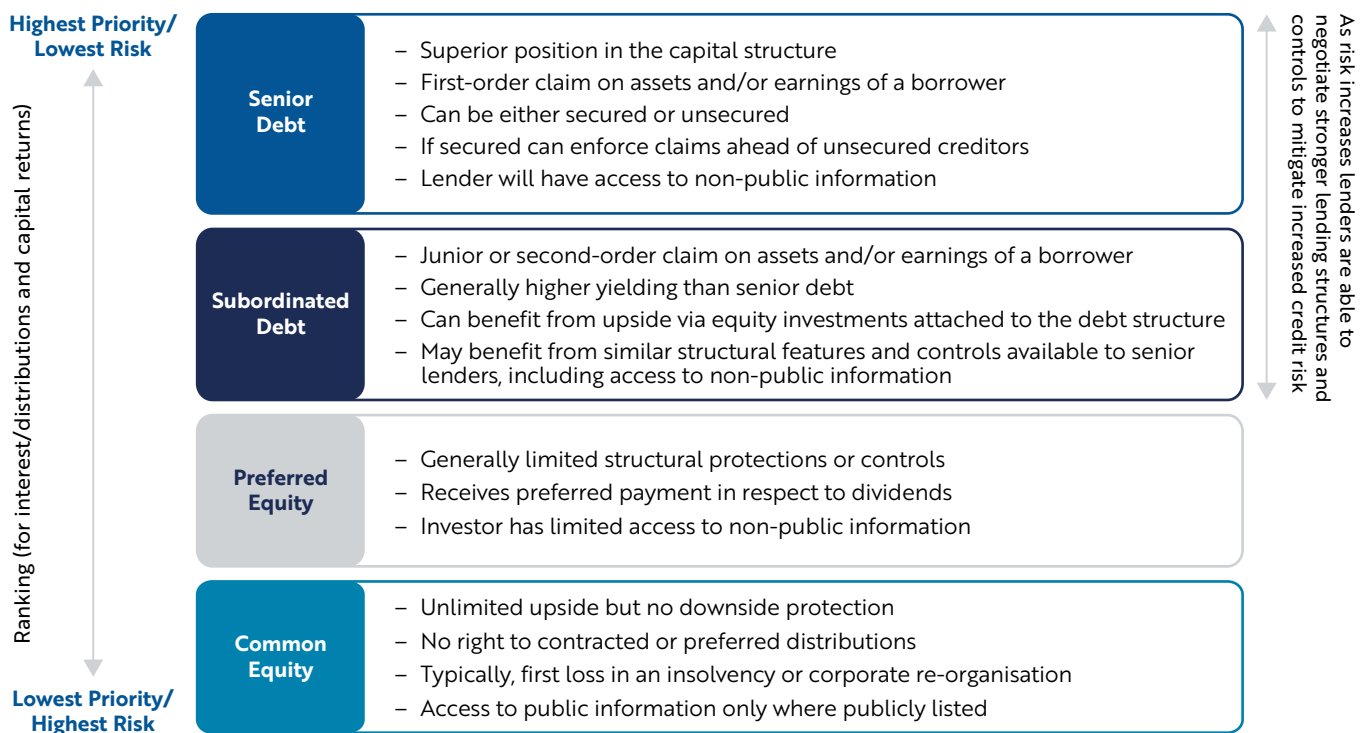 Highest Priority/
Lowest Risk
Ranking (for interest/distributions and capital returns)
Lowest Priority/
Highest Risk
Senior
Debt
– Superior position in the capital structure
– First-order claim on assets and/or earnings of a borrower
– Can be either secured or unsecured
– If secured can enforce claims ahead of unsecured creditors
– Lender will have access to non-public information
Subordinated
Debt
– Junior or second-order claim on assets and/or earnings of a borrower
– Generally higher yielding than senior debt
– Can benefit from upside via equity investments attached to the debt structure
– May benefit from similar structural features and controls available to senior
lenders, including access to non-public information
Preferred
Equity
– Generally limited structural protections or controls
– Receives preferred payment in respect to dividends
– Investor has limited access to non-public information
Common
Equity
– Unlimited upside but no downside protection
– No right to contracted or preferred distributions
– Typically, first loss in an insolvency or corporate re-organisation
– Access to public information only where publicly listed
As risk increases lenders are able to
negotiate stronger lending structures and
controls to mitigate increased credit risk